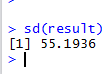 > sd(result)
[1] 55.1936
>